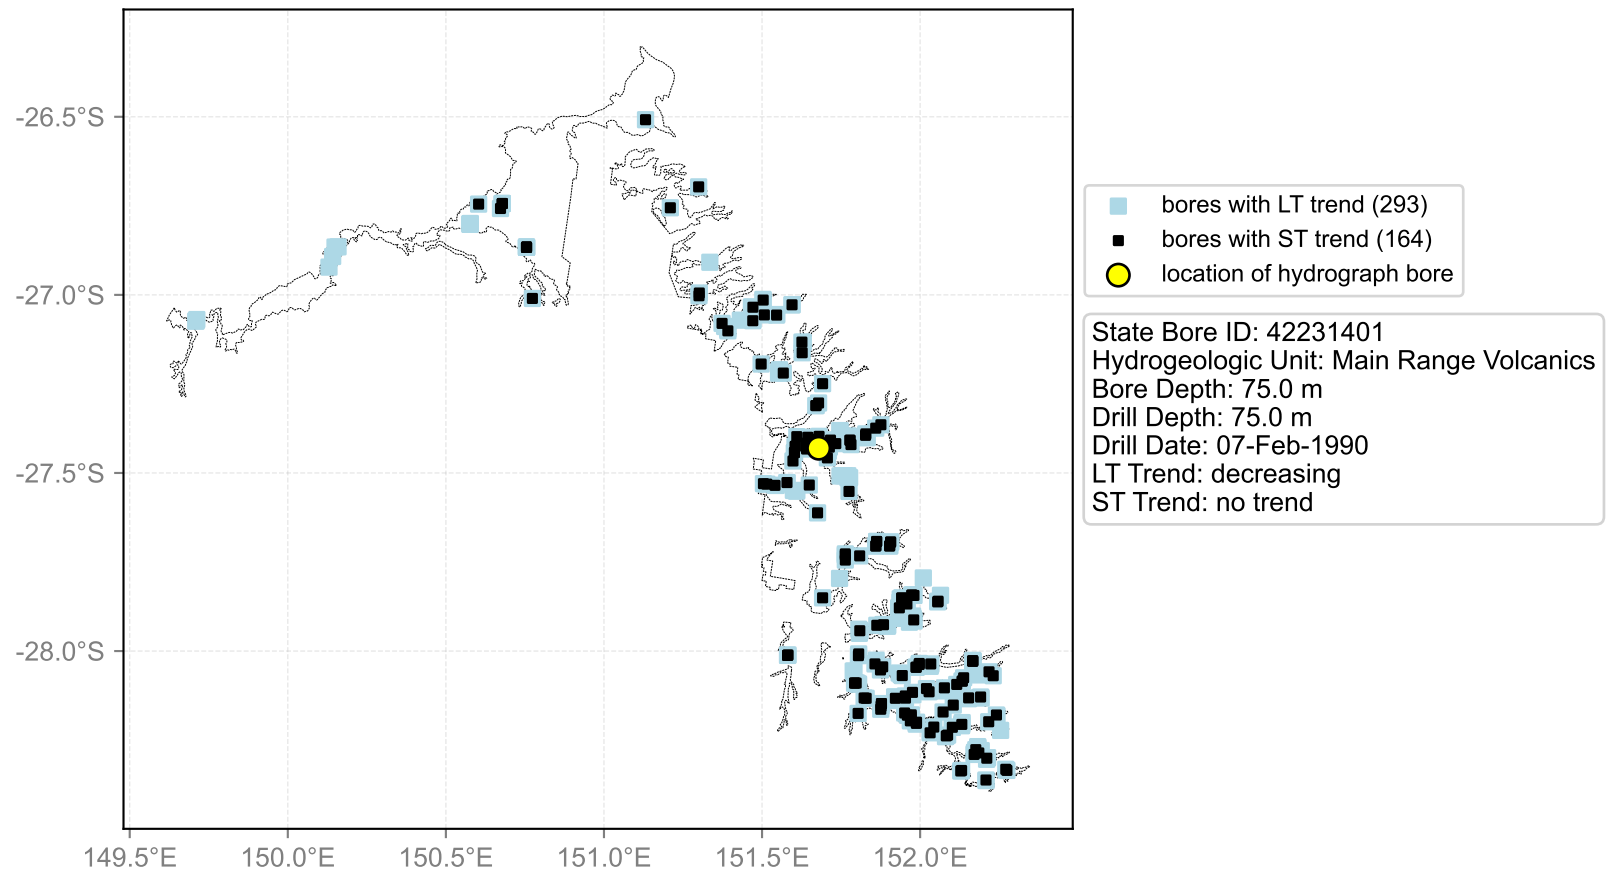 -26.5°S
-27.0°S
-27.5°S
-28.0°S
149.5°E 150.0°E 150.5°E 151.0°E 151.5°E 152.0°E
bores with LT trend (293)
bores with ST trend (164)
location of hydrograph bore
State Bore ID: 42231401
Hydrogeologic Unit: Main Range Volcanics
Bore Depth: 75.0 m
Drill Depth: 75.0 m
Drill Date: 07-Feb-1990
LT Trend: decreasing
ST Trend: no trend